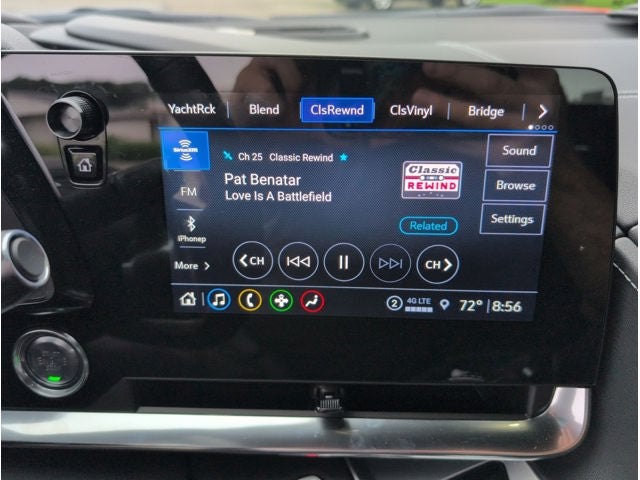 YachtRck Blend ClsRewnd ClsVinyl Bridge
SiriusXM
Ch 25 Classic Rewind
Pat Benatar
Love Is A Battlefield
Classic
REWIND
Related
Sound
Browse
Settings
FM
iPhonep
More
CH
CH
2 4G LTE 72° 8:56